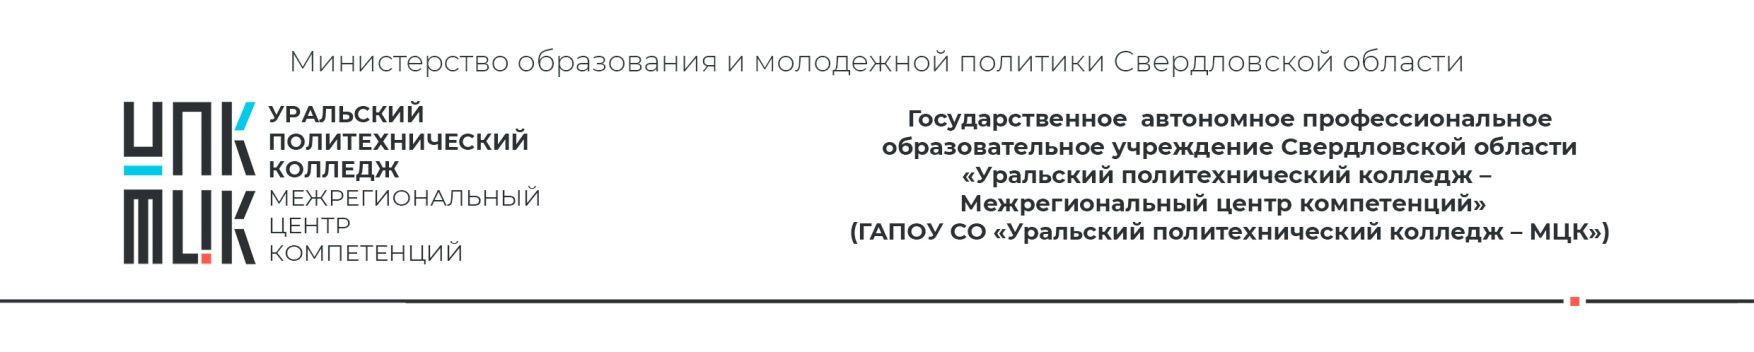 Министерство образования и молодежной политики Свердловской области
УПК
МЦК
УРАЛЬСКИЙ
ПОЛИТЕХНИЧЕСКИЙ
КОЛЛЕДЖ
МЕЖРЕГИОНАЛЬНЫЙ
ЦЕНТР
КОМПЕТЕНЦИЙ
Государственное автономное профессиональное
образовательное учреждение Свердловской области
«Уральский политехнический колледж –
Межрегиональный центр компетенций»
(ГАПОУ СО «Уральский политехнический колледж – МЦК»)